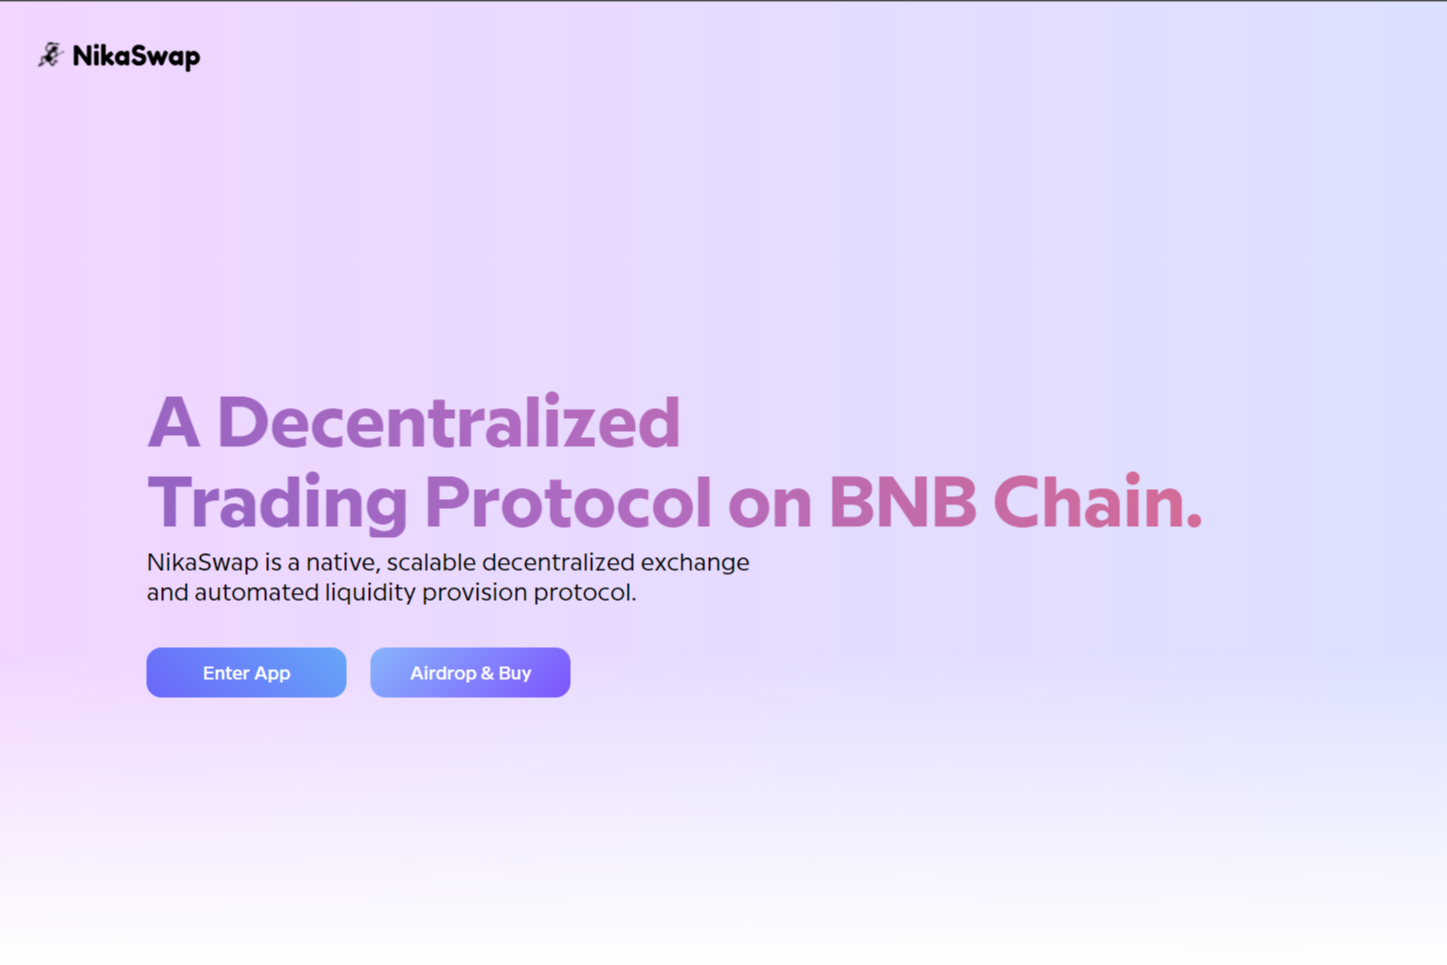 NikaSwap
A Decentralized
Trading Protocol on BNB Chain.
NikaSwap is a native, scalable decentralized exchange
and automated liquidity provision protocol.
Enter App
Airdrop & Buy